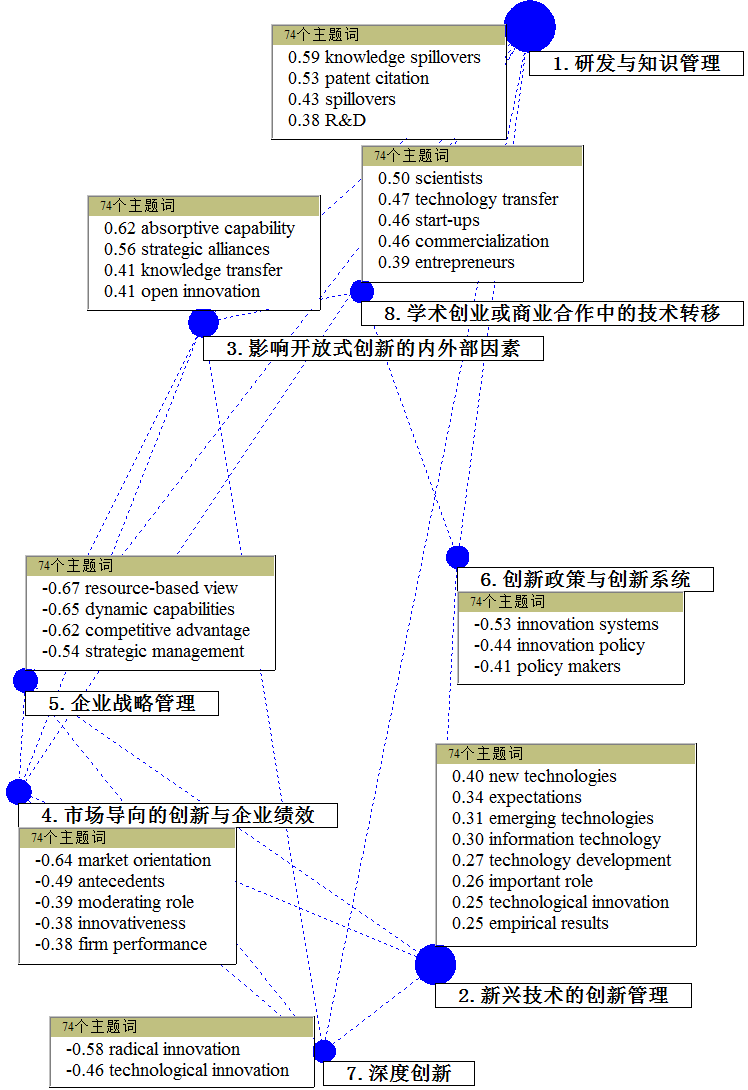 74个主题词
0.59 knowledge spillovers
0.53 patent citation
0.43 spillovers
0.38 R&D
1. 研发与知识管理
74个主题词
0.50 scientists
0.47 technology transfer
0.46 start-ups
0.46 commercialization
0.39 entrepreneurs
8. 学术创业或商业合作中的技术转移
74个主题词
0.62 absorptive capability
0.56 strategic alliances
0.41 knowledge transfer
0.41 open innovation
3. 影响开放式创新的内外部因素
74个主题词
-0.67 resource-based view
-0.65 dynamic capabilities
-0.62 competitive advantage
-0.54 strategic management
5. 企业战略管理
6. 创新政策与创新系统
74个主题词
-0.53 innovation systems
-0.44 innovation policy
-0.41 policy makers
4. 市场导向的创新与企业绩效
74个主题词
-0.64 market orientation
-0.49 antecedents
-0.39 moderating role
-0.38 innovativeness
-0.38 firm performance
74个主题词
0.40 new technologies
0.34 expectations
0.31 emerging technologies
0.30 information technology
0.27 technology development
0.26 important role
0.25 technological innovation
0.25 empirical results
2. 新兴技术的创新管理
74个主题词
-0.58 radical innovation
-0.46 technological innovation
7. 深度创新